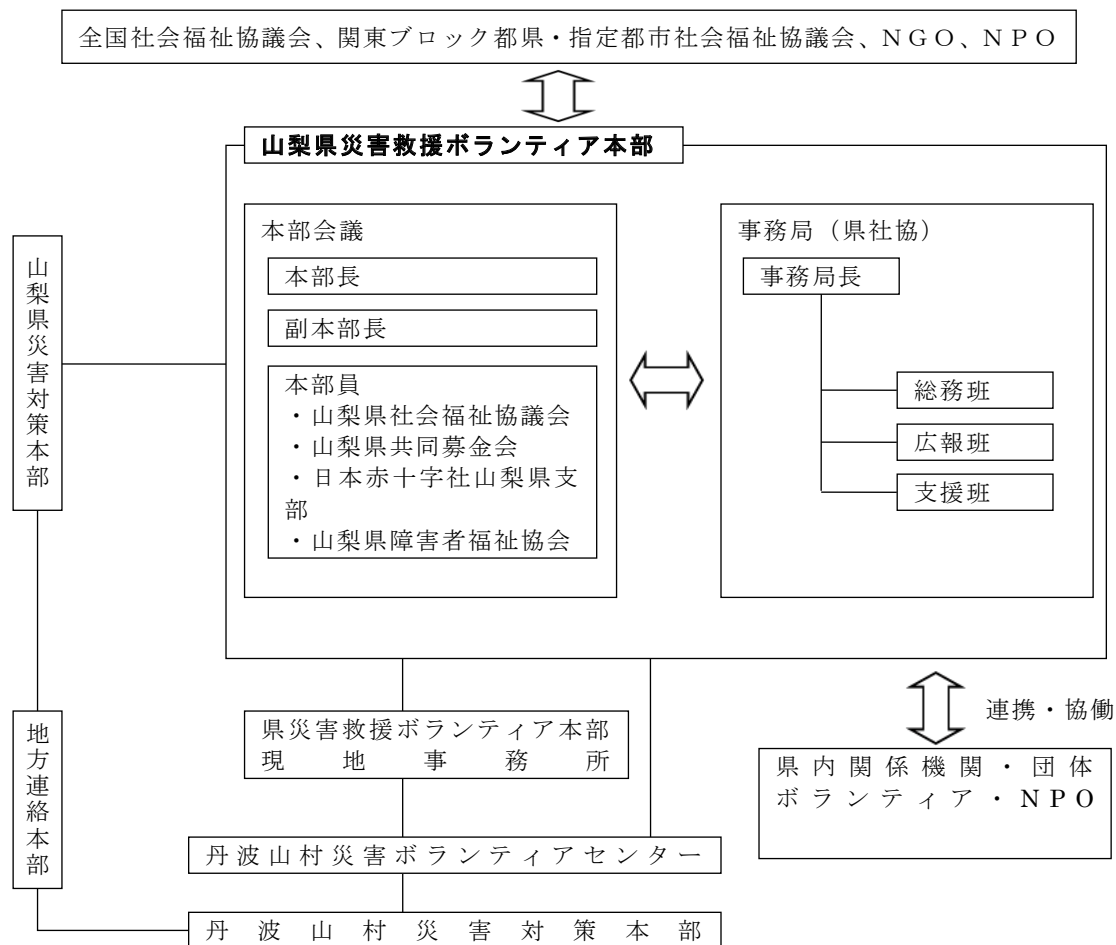 全国社会福祉協議会、関東ブロック都県・指定都市社会福祉協議会、NGO、NPO
山梨県災害救援ボランティア本部
本部会議
本部長
副本部長
本部員
・山梨県社会福祉協議会
・山梨県共同募金会
・日本赤十字社山梨県支
部
・山梨県障害者福祉協会
事務局（県社協）
事務局長
総務班
広報班
支援班
山梨県災害対策本部
地方連絡本部
県災害救援ボランティア本部
現地事務所
連携・協働
県内関係機関・団体
ボランティア・NPO
丹波山村災害ボランティアセンター
丹波山村災害対策本部